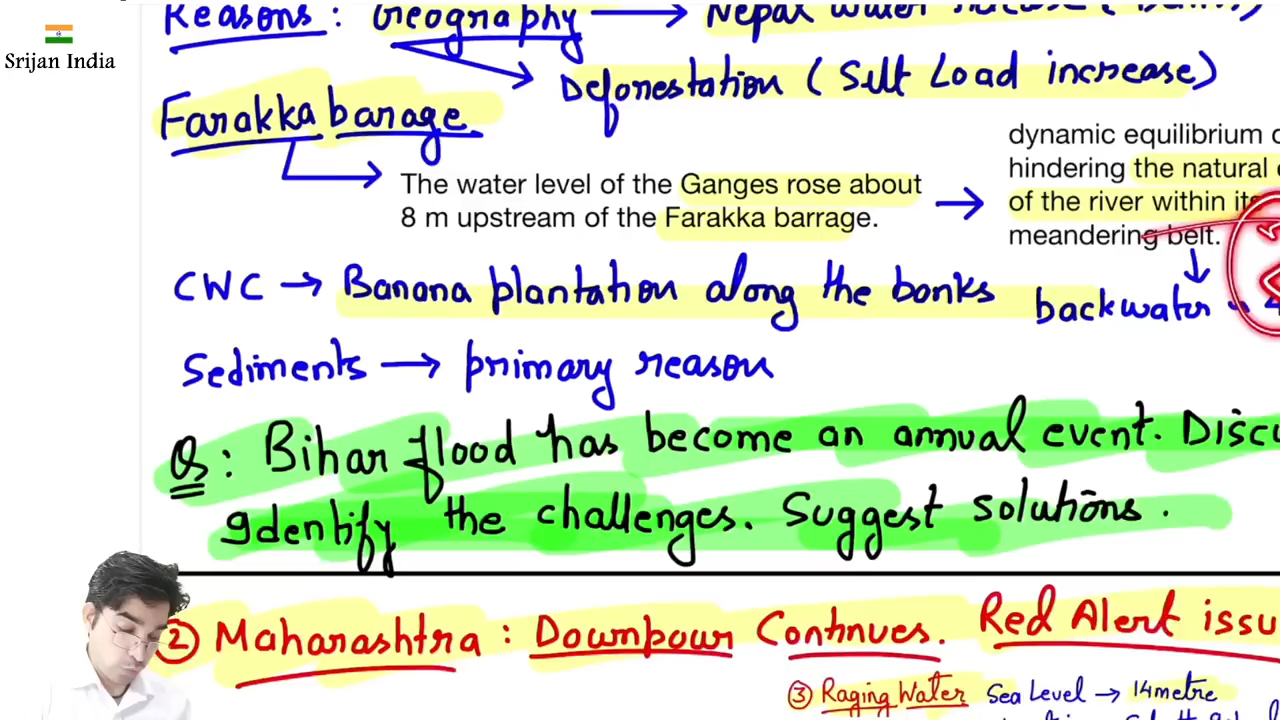 Reasons: Geography → Nepal water
Srijan India
Deforestation (Silt Load increase)
Farakka barage
The water level of the Ganges rose about
8 m upstream of the Farakka barrage.
→
dynamic equilibrium
hindering the natural
of the river within its
meandering belt.
CWC → Banana plantation along the banks
backwater
Sediments → primary reason
Q: Bihar flood has become an annual event.
Identify the challenges. Suggest solutions.
② Maharashtra: Downpour Continues. Red Alert
③ Raging Water Sea Level → 14metre